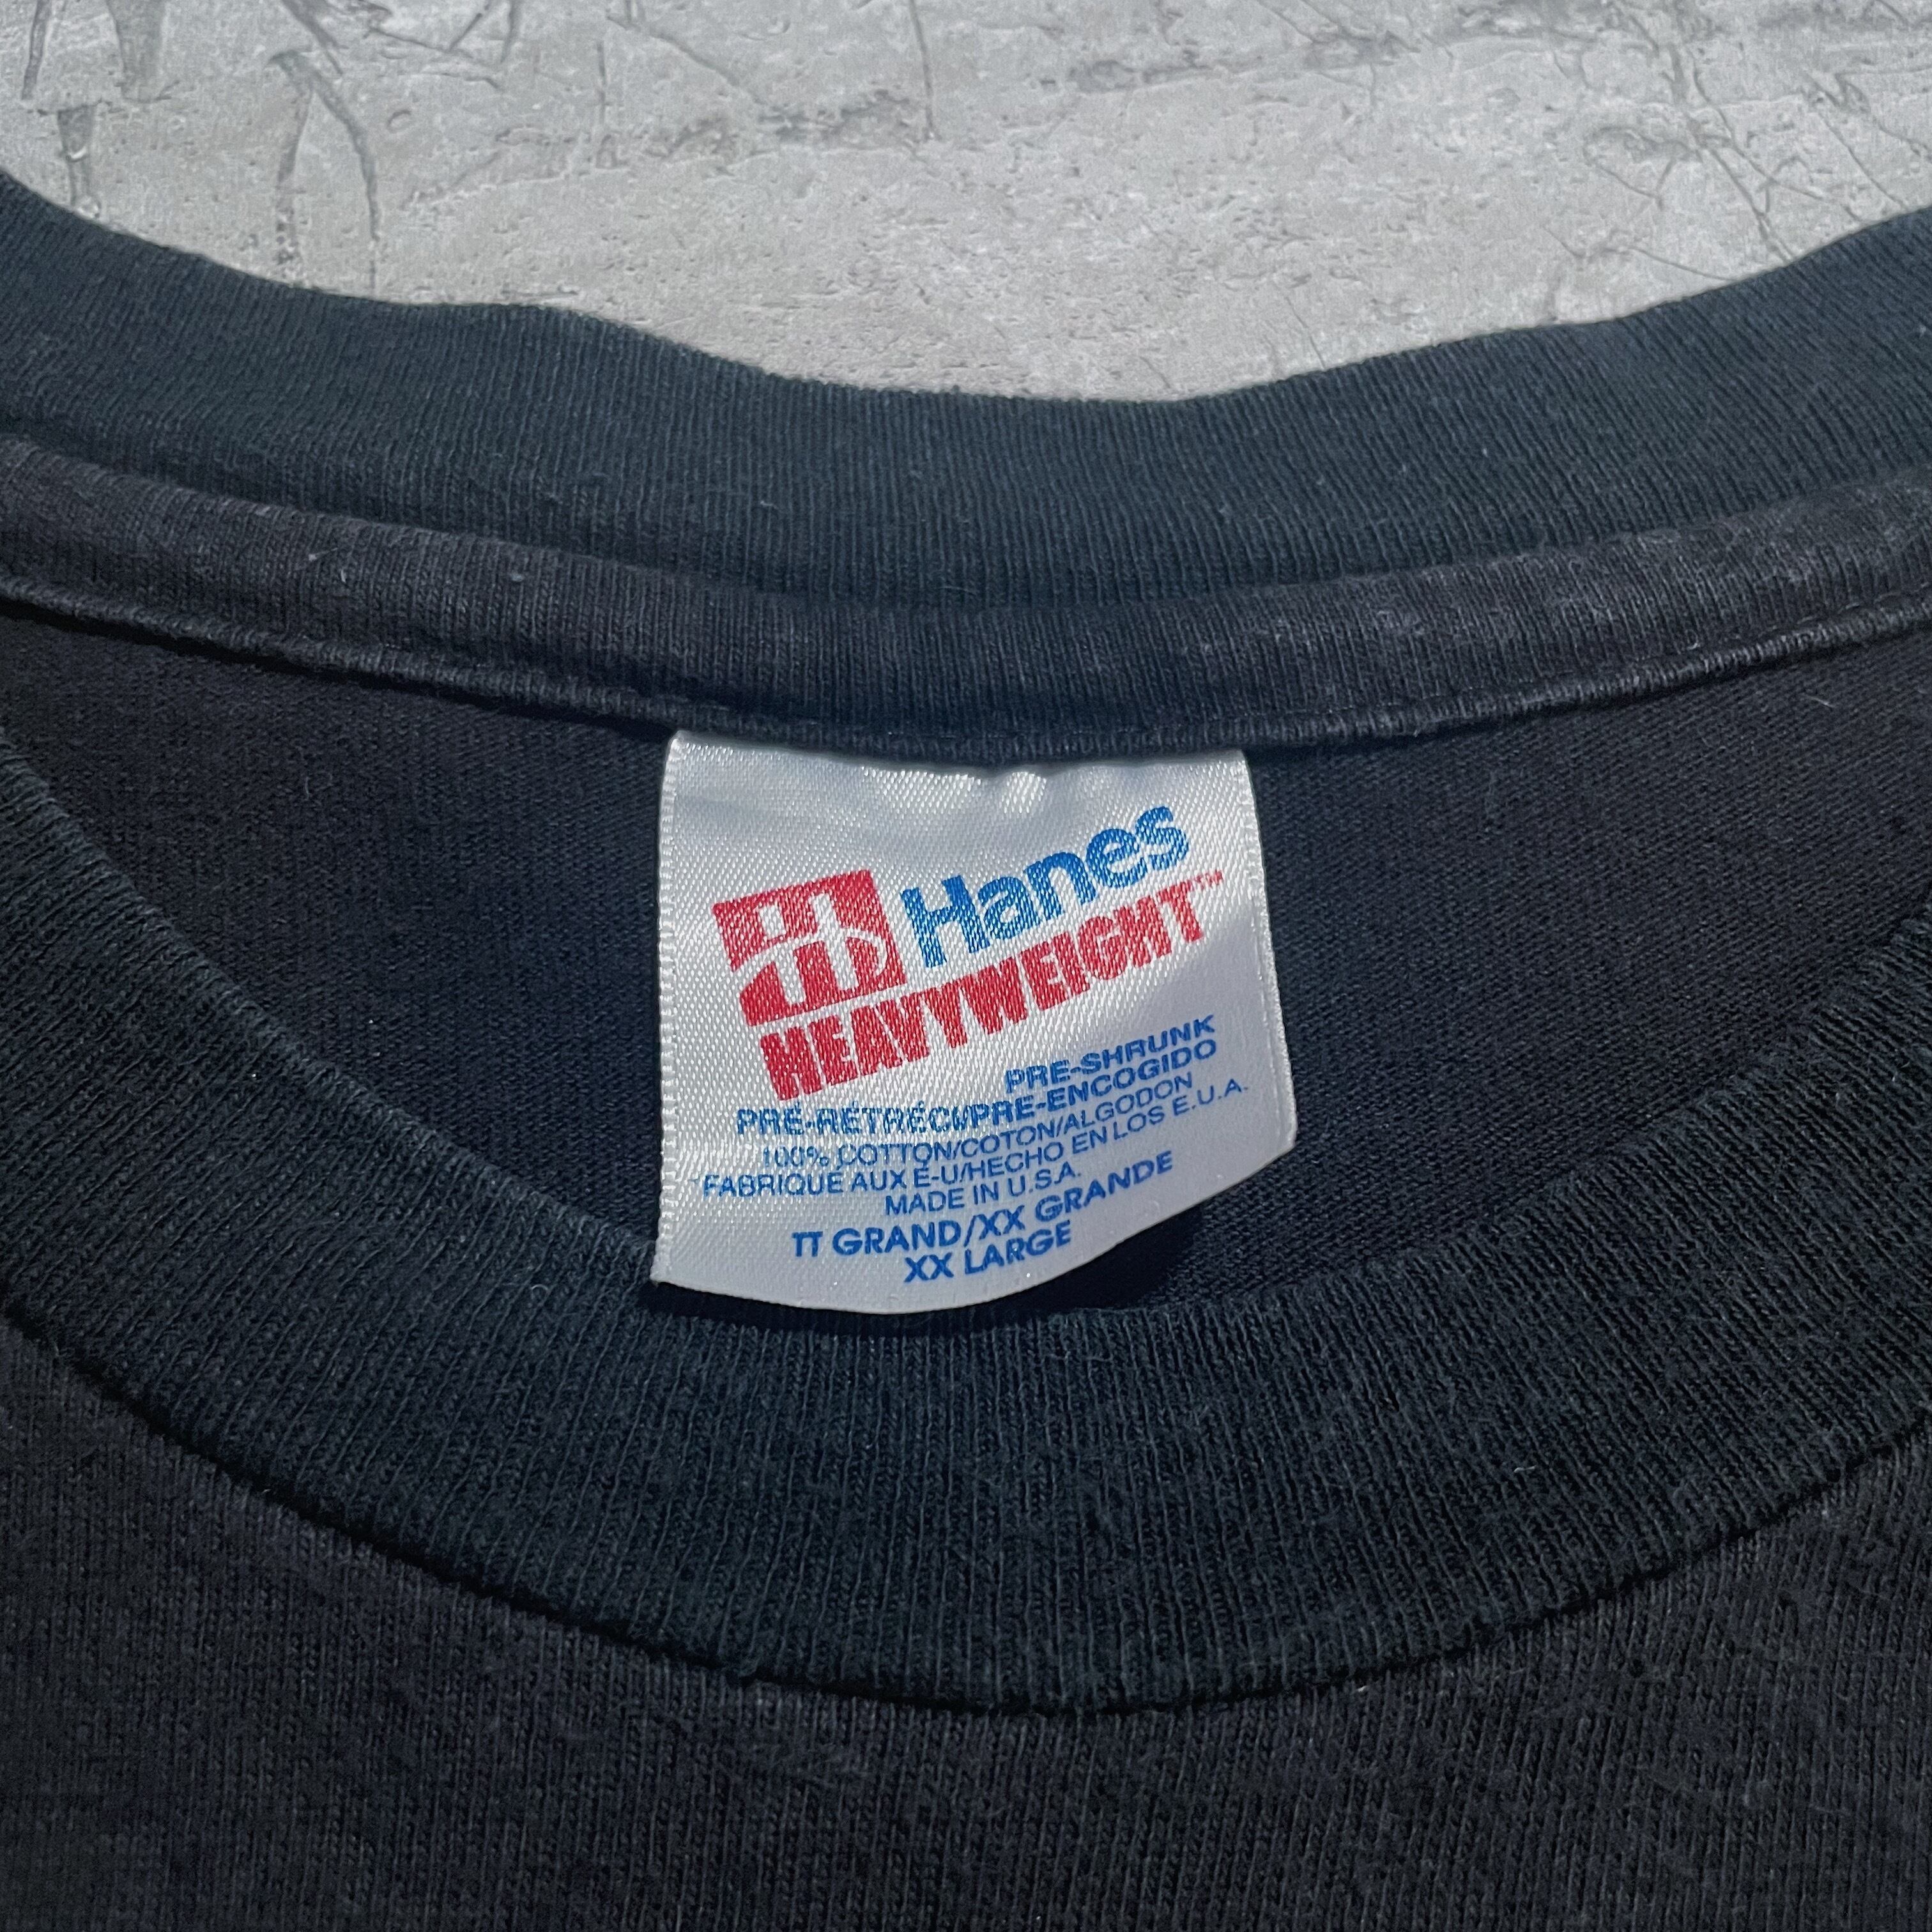 Hanes
HEAVYWEIGHT™
PRE-SHRUNK
PRÉ-RÉTRÉCI/PRE-ENCOGIDO
100% COTTON/COTON/ALGODON
FABRIQUÉ AUX É-U/HECHO EN LOS E.U.A.
MADE IN U.S.A.
TT GRAND/XX GRANDE
XX LARGE